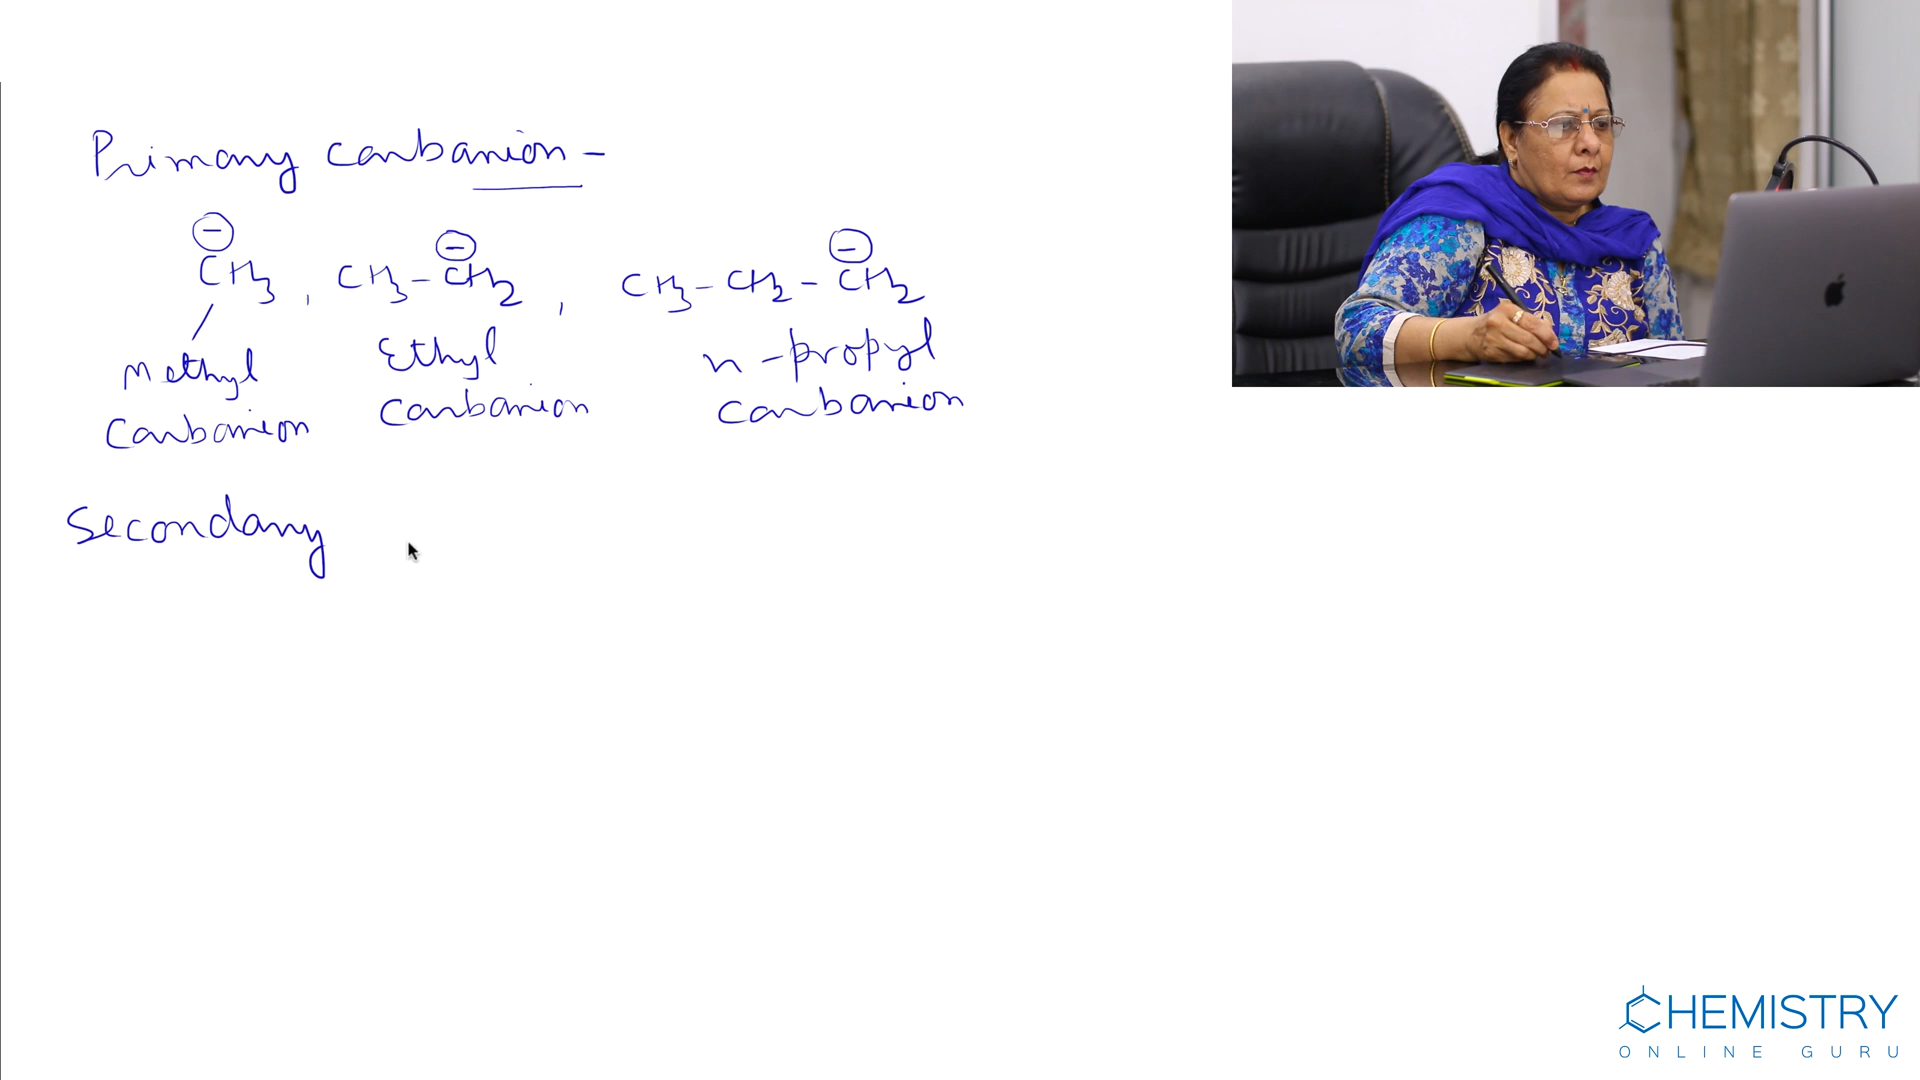 Primary carbanion -
⊖ ⊖ ⊖
CH3, CH3-CH2, CH3-CH2-CH2
Methyl Carbanion
Ethyl Carbanion
n-propyl carbanion
Secondary
CHEMISTRY
ONLINE GURU